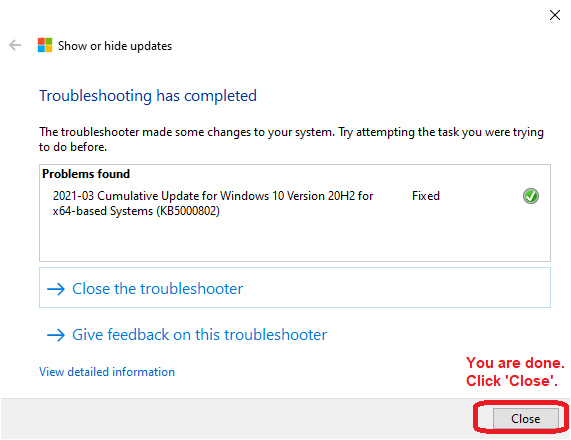 Show or hide updates
Troubleshooting has completed
The troubleshooter made some changes to your system. Try attempting the task you were trying
to do before.
Problems found
2021-03 Cumulative Update for Windows 10 Version 20H2 for Fixed
x64-based Systems (KB5000802)
Close the troubleshooter
Give feedback on this troubleshooter
View detailed information
You are done.
Click 'Close'.
Close